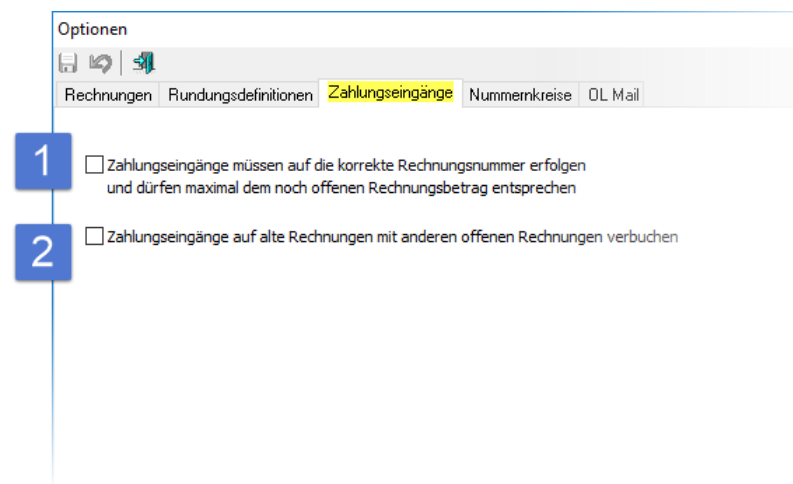 Optionen
Rechnungen Rundungsdefinitionen Zahlungseingänge Nummernkreise OL Mail
1
Zahlungseingänge müssen auf die korrekte Rechnungsnummer erfolgen
und dürfen maximal dem noch offenen Rechnungsbetrag entsprechen
2
Zahlungseingänge auf alte Rechnungen mit anderen offenen Rechnungen verbuchen